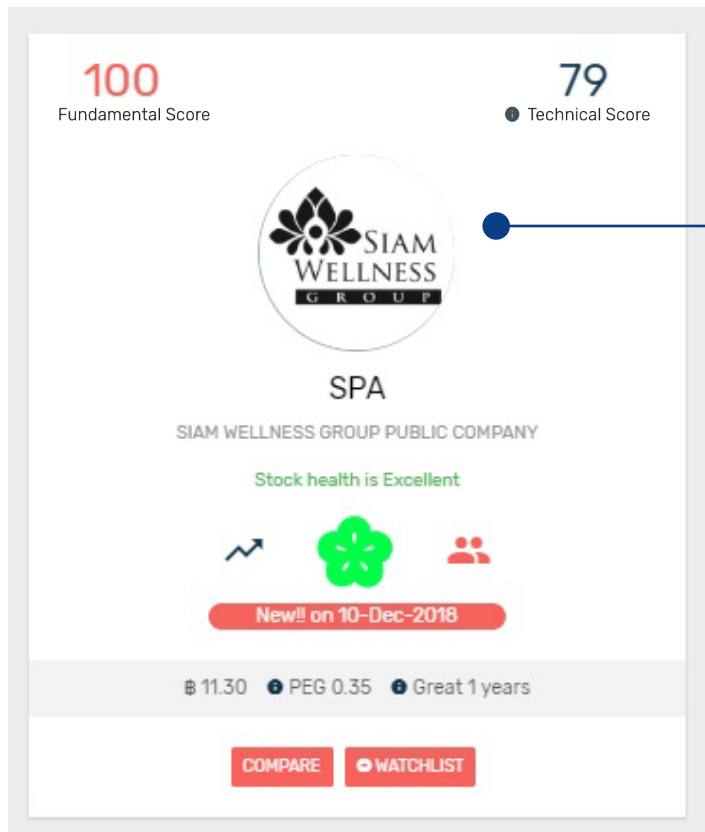 100
Fundamental Score
79
Technical Score
SIAM
WELLNESS
GROUP
SPA
SIAM WELLNESS GROUP PUBLIC COMPANY
Stock health is Excellent
New!! on 10-Dec-2018
฿ 11.30 PEG 0.35 Great 1 years
COMPARE WATCHLIST